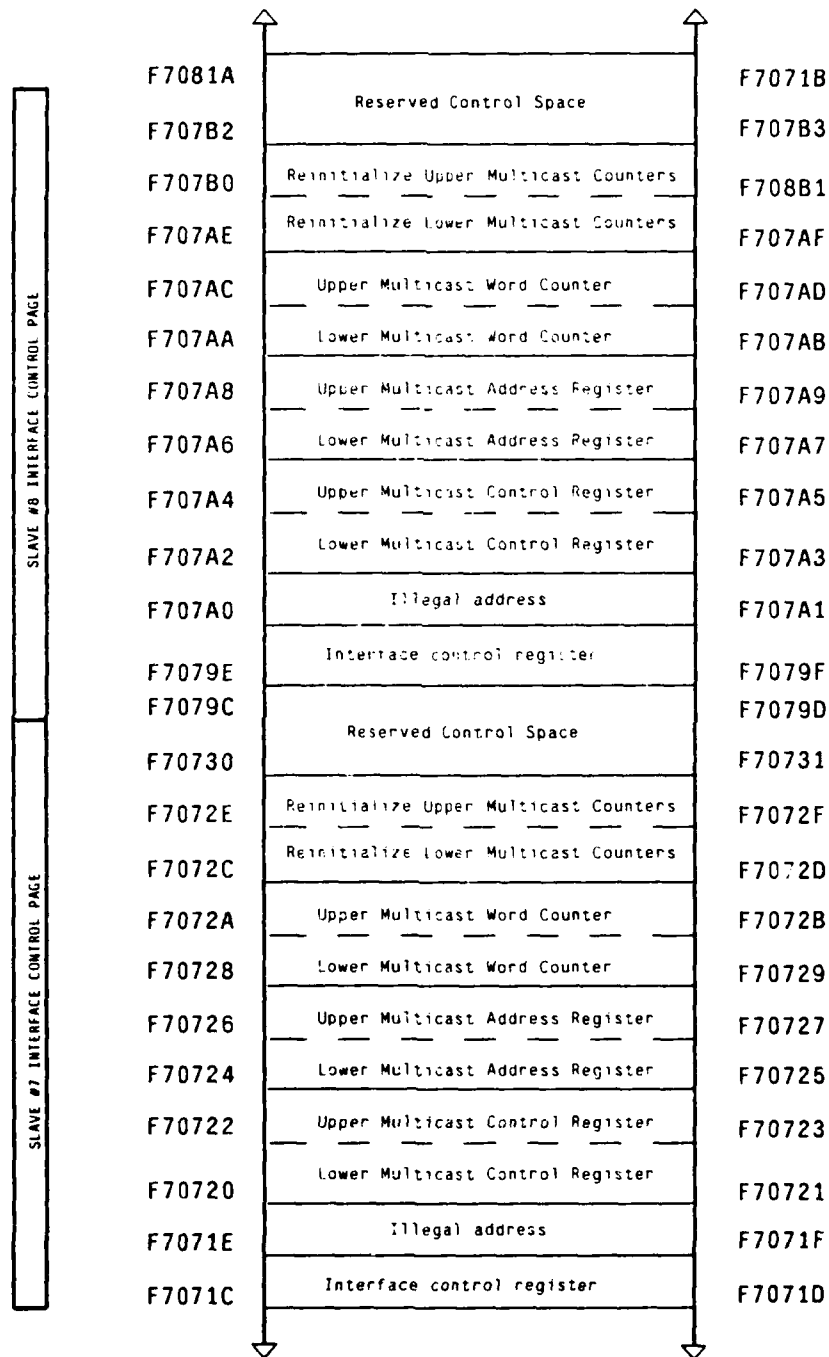 F7081A F7071B
Reserved Control Space
F707B2 F707B3
F707B0 Reinitialize Upper Multicast Counters F708B1
F707AE Reinitialize Lower Multicast Counters F707AF
F707AC Upper Multicast Word Counter F707AD
F707AA Lower Multicast Word Counter F707AB
F707A8 Upper Multicast Address Register F707A9
F707A6 Lower Multicast Address Register F707A7
F707A4 Upper Multicast Control Register F707A5
F707A2 Lower Multicast Control Register F707A3
F707A0 Illegal address F707A1
F7079E Interface control register F7079F
F7079C F7079D
Reserved Control Space
F70730 F70731
F7072E Reinitialize Upper Multicast Counters F7072F
F7072C Reinitialize Lower Multicast Counters F7072D
F7072A Upper Multicast Word Counter F7072B
F70728 Lower Multicast Word Counter F70729
F70726 Upper Multicast Address Register F70727
F70724 Lower Multicast Address Register F70725
F70722 Upper Multicast Control Register F70723
F70720 Lower Multicast Control Register F70721
F7071E Illegal address F7071F
F7071C Interface control register F7071D
SLAVE #8 INTERFACE CONTROL PAGE
SLAVE #7 INTERFACE CONTROL PAGE